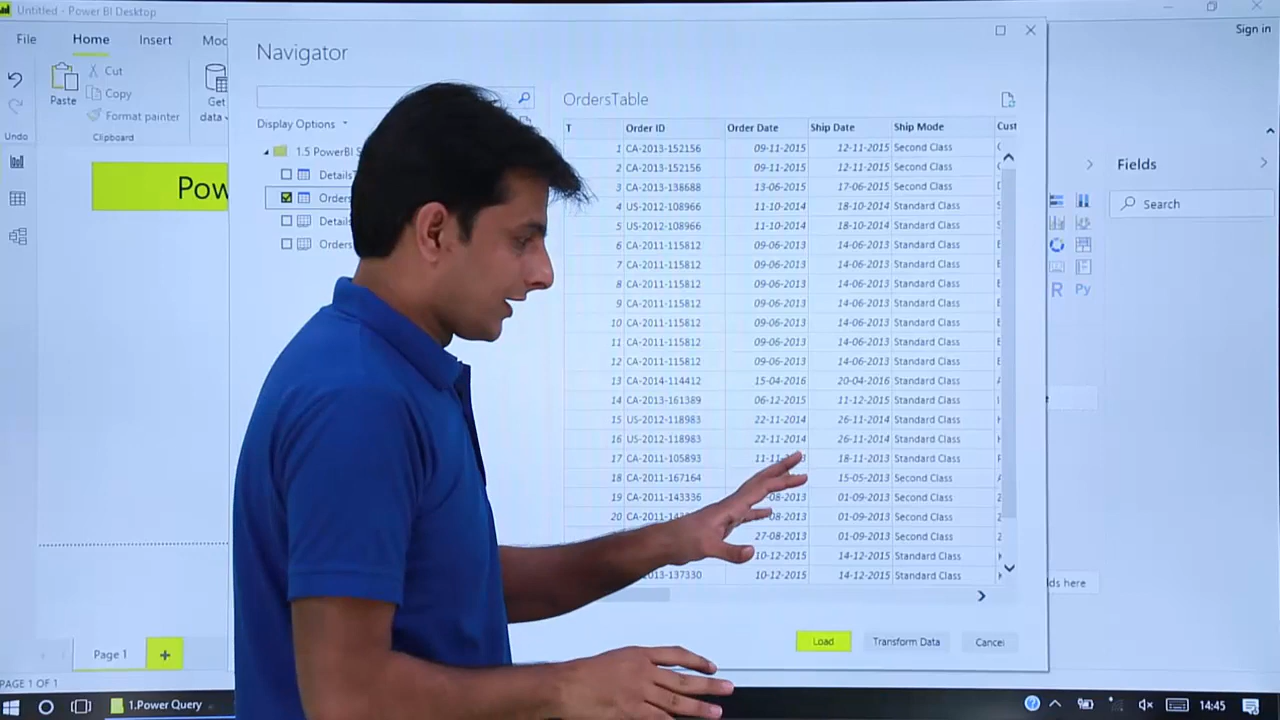 Untitled - Power BI Desktop
File Home Insert Mod
Sign in
Undo
Paste
Cut
Copy
Format painter
Clipboard
Get
data
Pow
Navigator
Display Options
1.5 PowerBI S
Details
Orders
Details
Orders
OrdersTable
T Order ID Order Date Ship Date Ship Mode Cust
1 CA-2013-152156 09-11-2015 12-11-2015 Second Class
2 CA-2013-152156 09-11-2015 12-11-2015 Second Class
3 CA-2013-138688 13-06-2015 17-06-2015 Second Class
4 US-2012-108966 11-10-2014 18-10-2014 Standard Class
5 US-2012-108966 11-10-2014 18-10-2014 Standard Class
6 CA-2011-115812 09-06-2013 14-06-2013 Standard Class
7 CA-2011-115812 09-06-2013 14-06-2013 Standard Class
8 CA-2011-115812 09-06-2013 14-06-2013 Standard Class
9 CA-2011-115812 09-06-2013 14-06-2013 Standard Class
10 CA-2011-115812 09-06-2013 14-06-2013 Standard Class
11 CA-2011-115812 09-06-2013 14-06-2013 Standard Class
12 CA-2011-115812 09-06-2013 14-06-2013 Standard Class
13 CA-2014-114412 15-04-2016 20-04-2016 Standard Class
14 CA-2013-161389 06-12-2015 11-12-2015 Standard Class
15 US-2012-118983 22-11-2014 26-11-2014 Standard Class
16 US-2012-118983 22-11-2014 26-11-2014 Standard Class
17 CA-2011-105893 18-11-2013 Standard Class
18 CA-2011-167164 15-05-2013 Second Class
19 CA-2011-143336 -08-2013 01-09-2013 Second Class
20 CA-2011- -08-2013 01-09-2013 Second Class
27-08-2013 01-09-2013 Second Class
10-12-2015 14-12-2015 Standard Class
2013-137330 10-12-2015 14-12-2015 Standard Class
Load Transform Data Cancel
Fields
Search
R Py
lds here
Page 1 +
PAGE 1 OF 1
1.Power Query
14:45